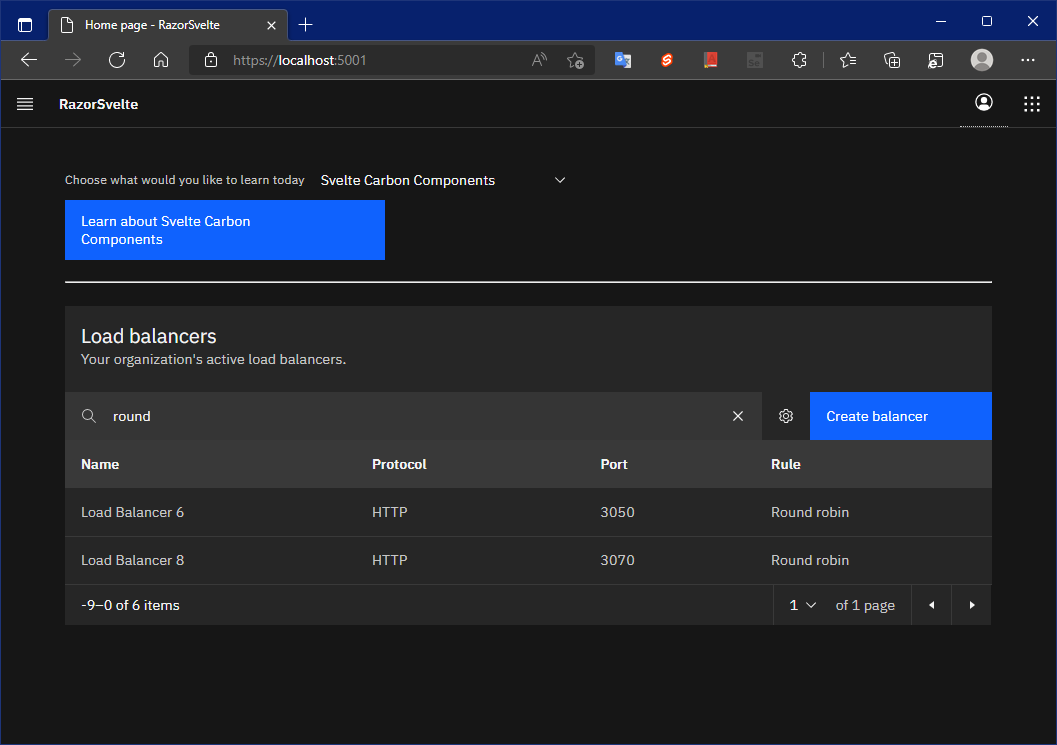 Home page - RazorSvelte
https://localhost:5001
RazorSvelte
Choose what would you like to learn today Svelte Carbon Components
Learn about Svelte Carbon
Components
Load balancers
Your organization's active load balancers.
round Create balancer
Name Protocol Port Rule
Load Balancer 6 HTTP 3050 Round robin
Load Balancer 8 HTTP 3070 Round robin
-9–0 of 6 items 1 of 1 page